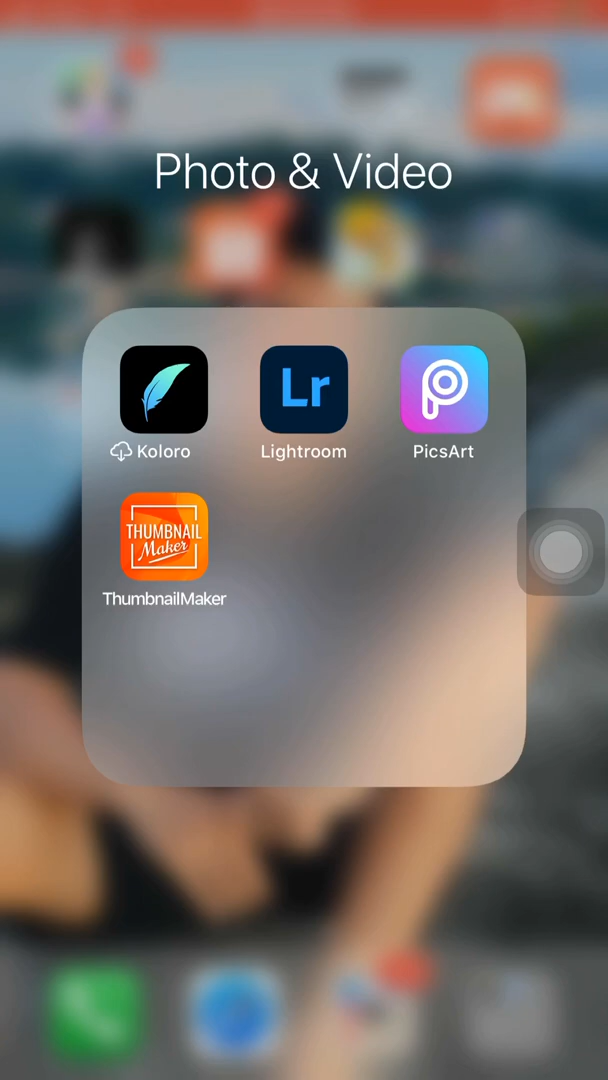 Photo & Video
Koloro
Lr
Lightroom
PicsArt
THUMBNAIL
Maker
ThumbnailMaker